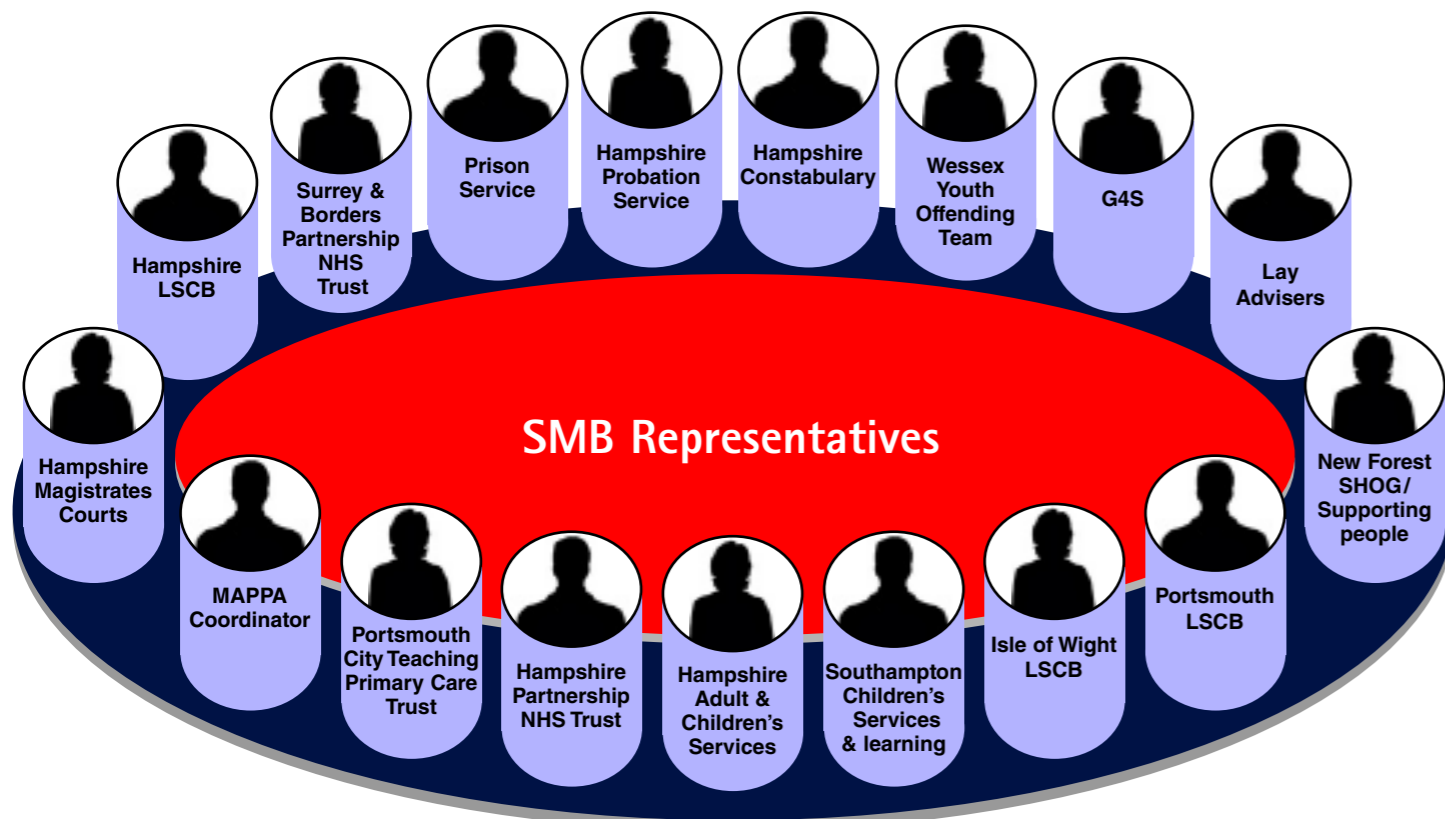 Hampshire
Probation
Service
Hampshire
Constabulary
Prison
Service
Wessex
Youth
Offending
Team
Surrey &
Borders
Partnership
NHS
Trust
G4S
Hampshire
LSCB
Lay
Advisers
SMB Representatives
Hampshire
Magistrates
Courts
New Forest
SHOG/
Supporting
people
MAPPA
Coordinator
Portsmouth
LSCB
Portsmouth
City Teaching
Primary Care
Trust
Isle of Wight
LSCB
Hampshire
Partnership
NHS Trust
Hampshire
Adult &
Children's
Services
Southampton
Children's
Services
& learning